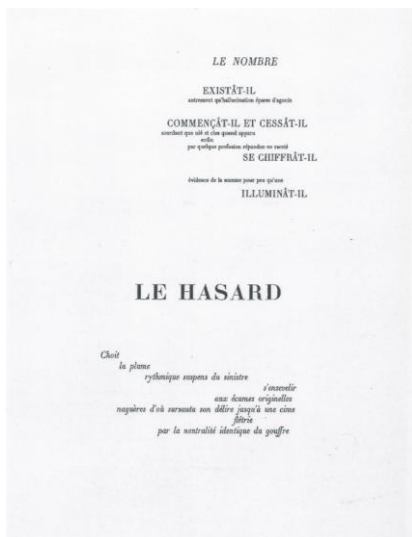 LE NOMBRE
EXISTÂT-IL
autrement qu'hallucination éparse d'agonie
COMMENÇÂT-IL ET CESSÂT-IL
sourdant que nié et clos quand apparu
enfin
par quelque profusion répandue en rareté
SE CHIFFRÂT-IL
évidence de la somme pour peu qu'une
ILLUMINÂT-IL
LE HASARD
Choit
la plume
rythmique suspens du sinistre
s'ensevelir
aux écumes originelles
naguères d'où sursauta son délire jusqu'à une cime
flétrie
par la neutralité identique du gouffre